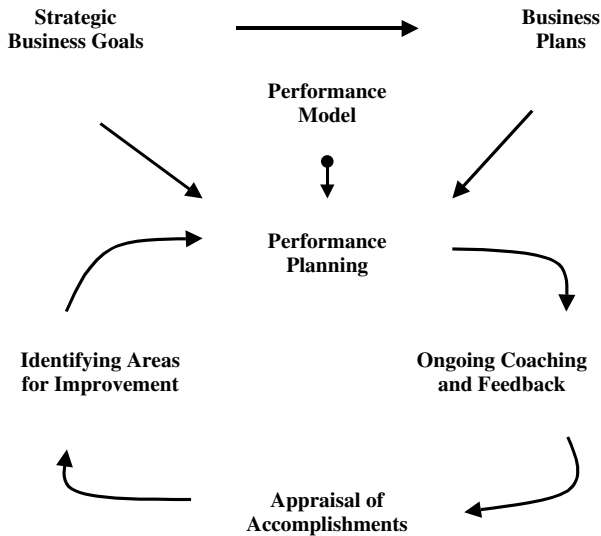 Strategic
Business Goals
Business
Plans
Performance
Model
Performance
Planning
Identifying Areas
for Improvement
Ongoing Coaching
and Feedback
Appraisal of
Accomplishments